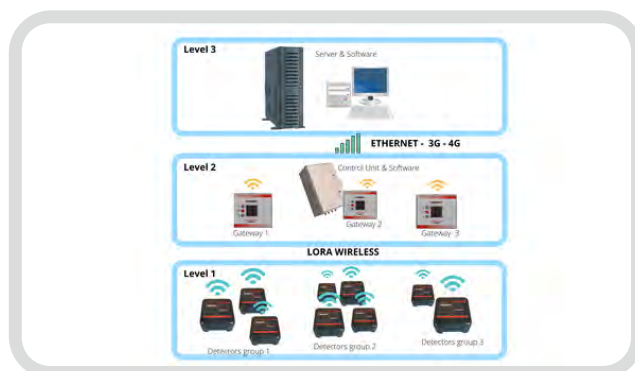 Level 3
Server & Software
ETHERNET - 3G - 4G
Level 2
Control Unit & Software
Gateway 1
Gateway 2
Gateway 3
LORA WIRELESS
Level 1
Detectors group 1
Detectors group 2
Detectors group 3